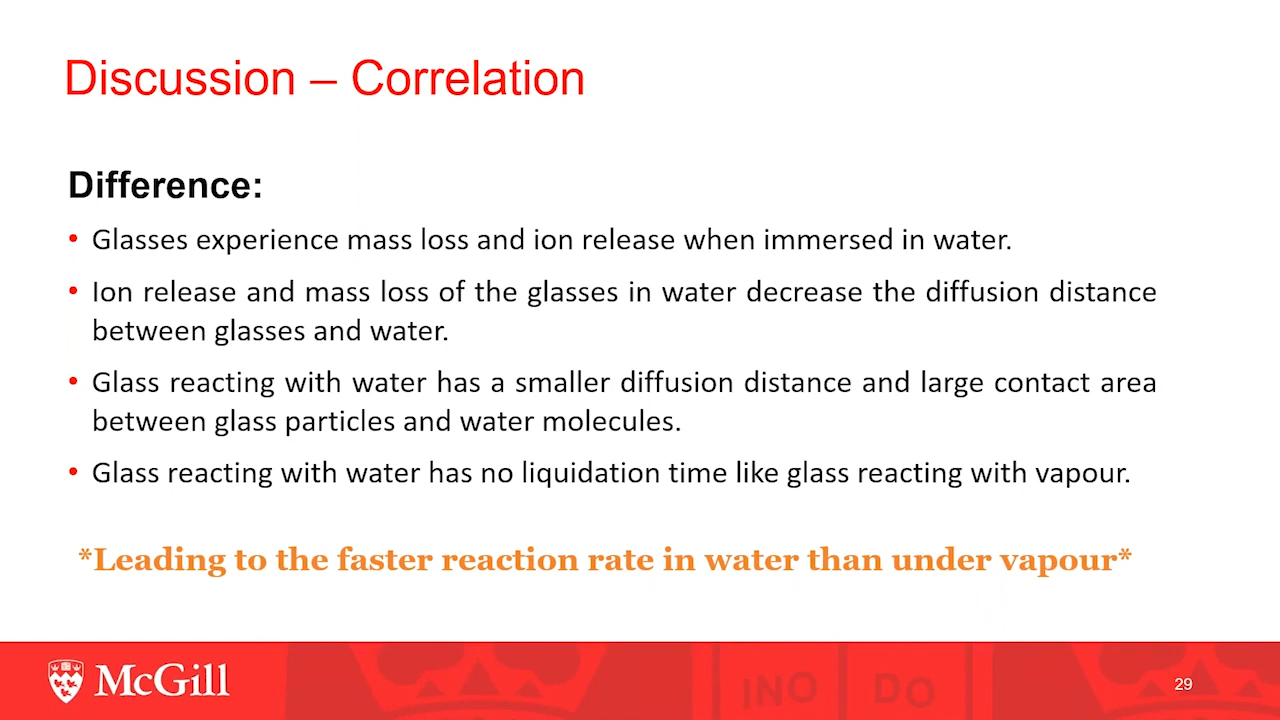 Discussion – Correlation
Difference:
• Glasses experience mass loss and ion release when immersed in water.
• Ion release and mass loss of the glasses in water decrease the diffusion distance
between glasses and water.
• Glass reacting with water has a smaller diffusion distance and large contact area
between glass particles and water molecules.
• Glass reacting with water has no liquidation time like glass reacting with vapour.
*Leading to the faster reaction rate in water than under vapour*
McGill
INO DO
29